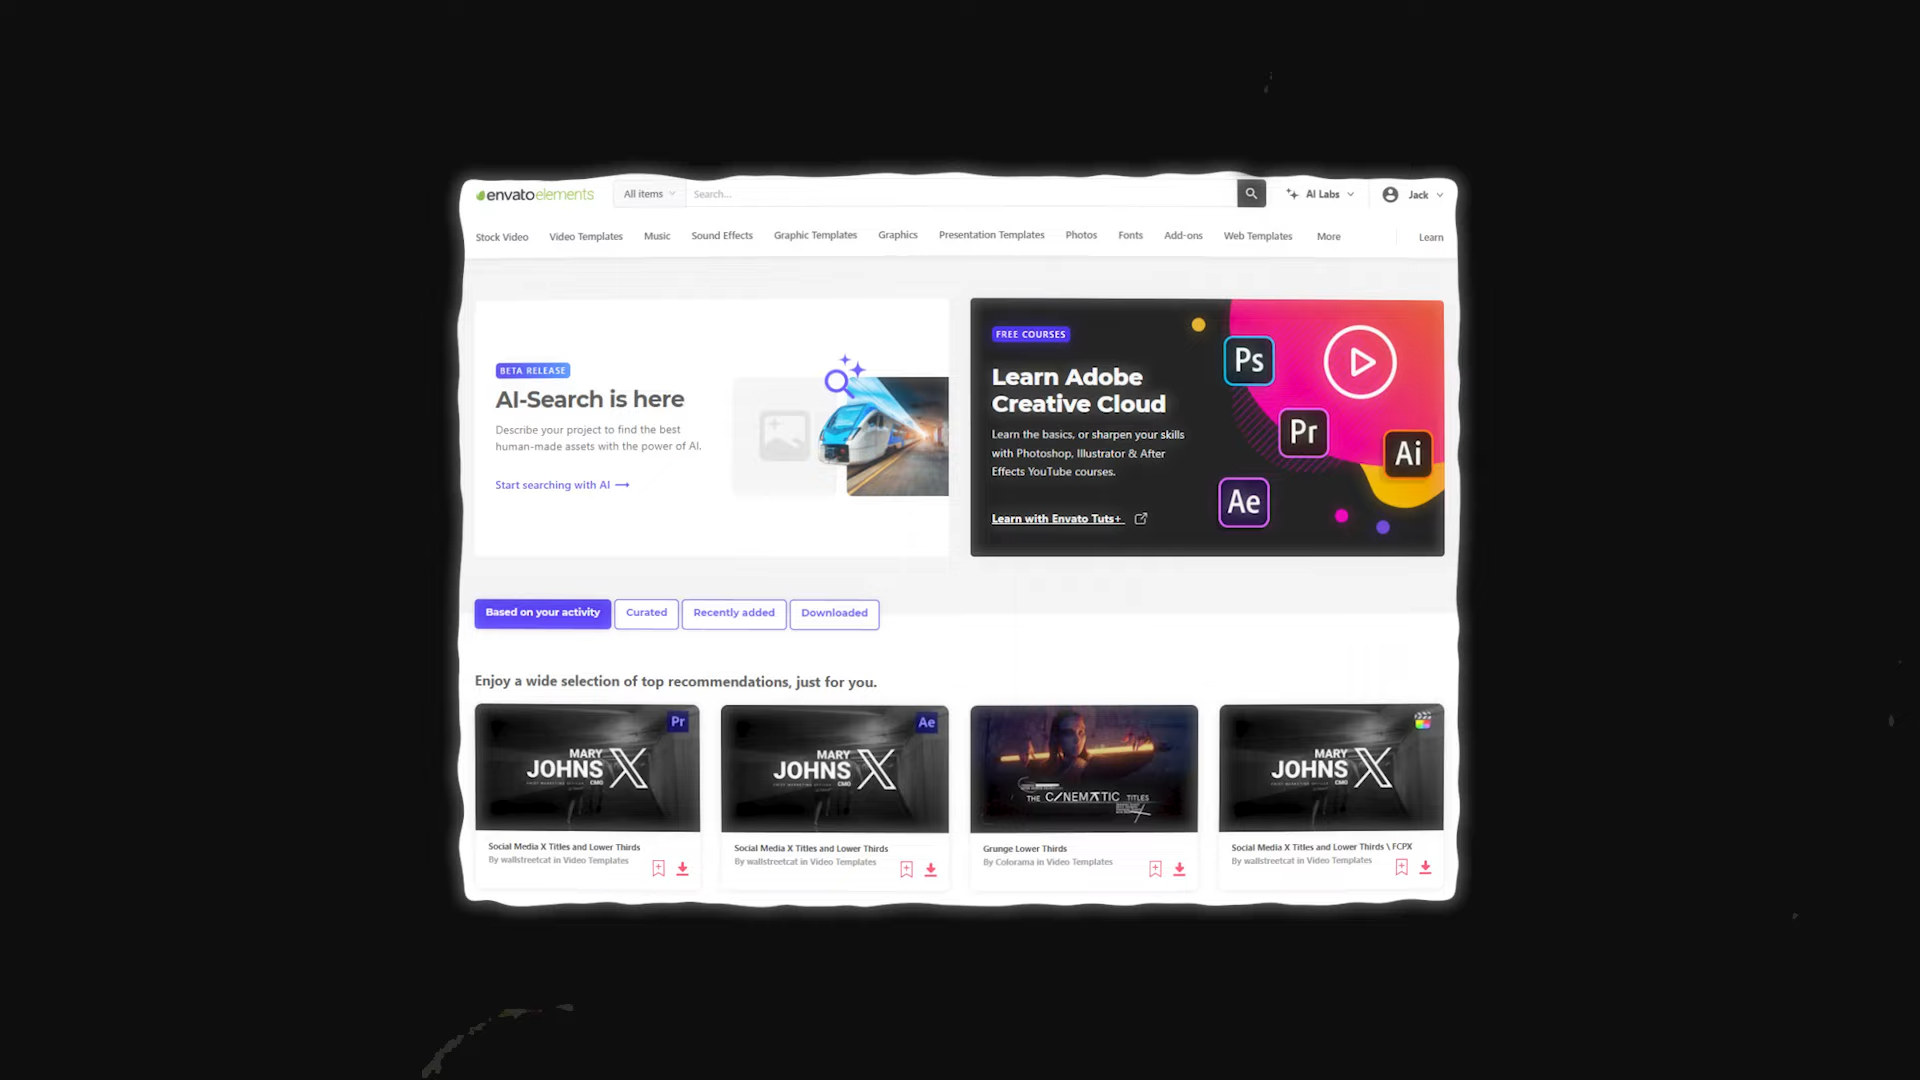 envatoelements
All items
Search...
AI Labs
Jack
Stock Video
Video Templates
Music
Sound Effects
Graphic Templates
Graphics
Presentation Templates
Photos
Fonts
Add-ons
Web Templates
More
Learn
BETA RELEASE
AI-Search is here
Describe your project to find the best
human-made assets with the power of AI.
Start searching with AI
FREE COURSES
Learn Adobe
Creative Cloud
Learn the basics, or sharpen your skills
with Photoshop, Illustrator & After
Effects YouTube courses.
Learn with Envato Tuts+
Ps
Pr
Ai
Ae
Based on your activity
Curated
Recently added
Downloaded
Enjoy a wide selection of top recommendations, just for you.
Pr
MARY
JOHNS X
CMO
Social Media X Titles and Lower Thirds
By wallstreetcat in Video Templates
Ae
MARY
JOHNS X
CMO
Social Media X Titles and Lower Thirds
By wallstreetcat in Video Templates
THE CINEMATIC TITLES
Grunge Lower Thirds
By Colorama in Video Templates
MARY
JOHNS X
CMO
Social Media X Titles and Lower Thirds \ FCPX
By wallstreetcat in Video Templates